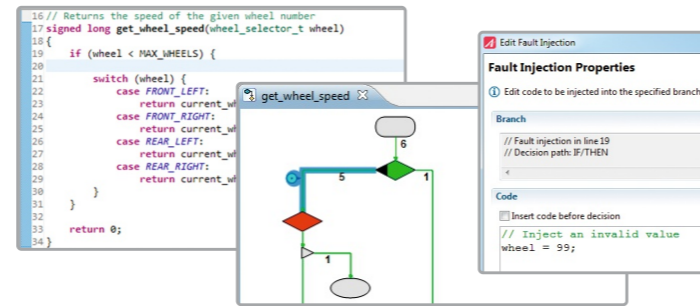 16 // Returns the speed of the given wheel number
17 signed long get_wheel_speed(wheel_selector_t wheel)
18 {
19 if (wheel < MAX_WHEELS) {
20
21 switch (wheel) {
22 case FRONT_LEFT:
23 return current_wh
24 case FRONT_RIGHT:
25 return current_wh
26 case REAR_LEFT:
27 return current_wh
28 case REAR_RIGHT:
29 return current_wh
30 }
31 }
32
33 return 0;
34 }
get_wheel_speed
6
5
1
1
Edit Fault Injection
Fault Injection Properties
Edit code to be injected into the specified branch
Branch
// Fault injection in line 19
// Decision path: IF/THEN
<
Code
Insert code before decision
// Inject an invalid value
wheel = 99;